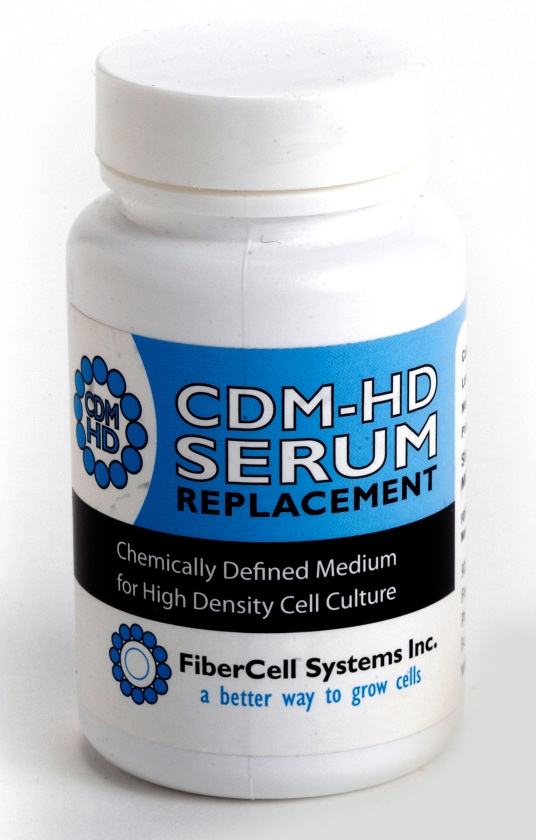 CDM
HD
CDM-HD
SERUM
REPLACEMENT
Chemically Defined Medium
for High Density Cell Culture
FiberCell Systems Inc.
a better way to grow cells